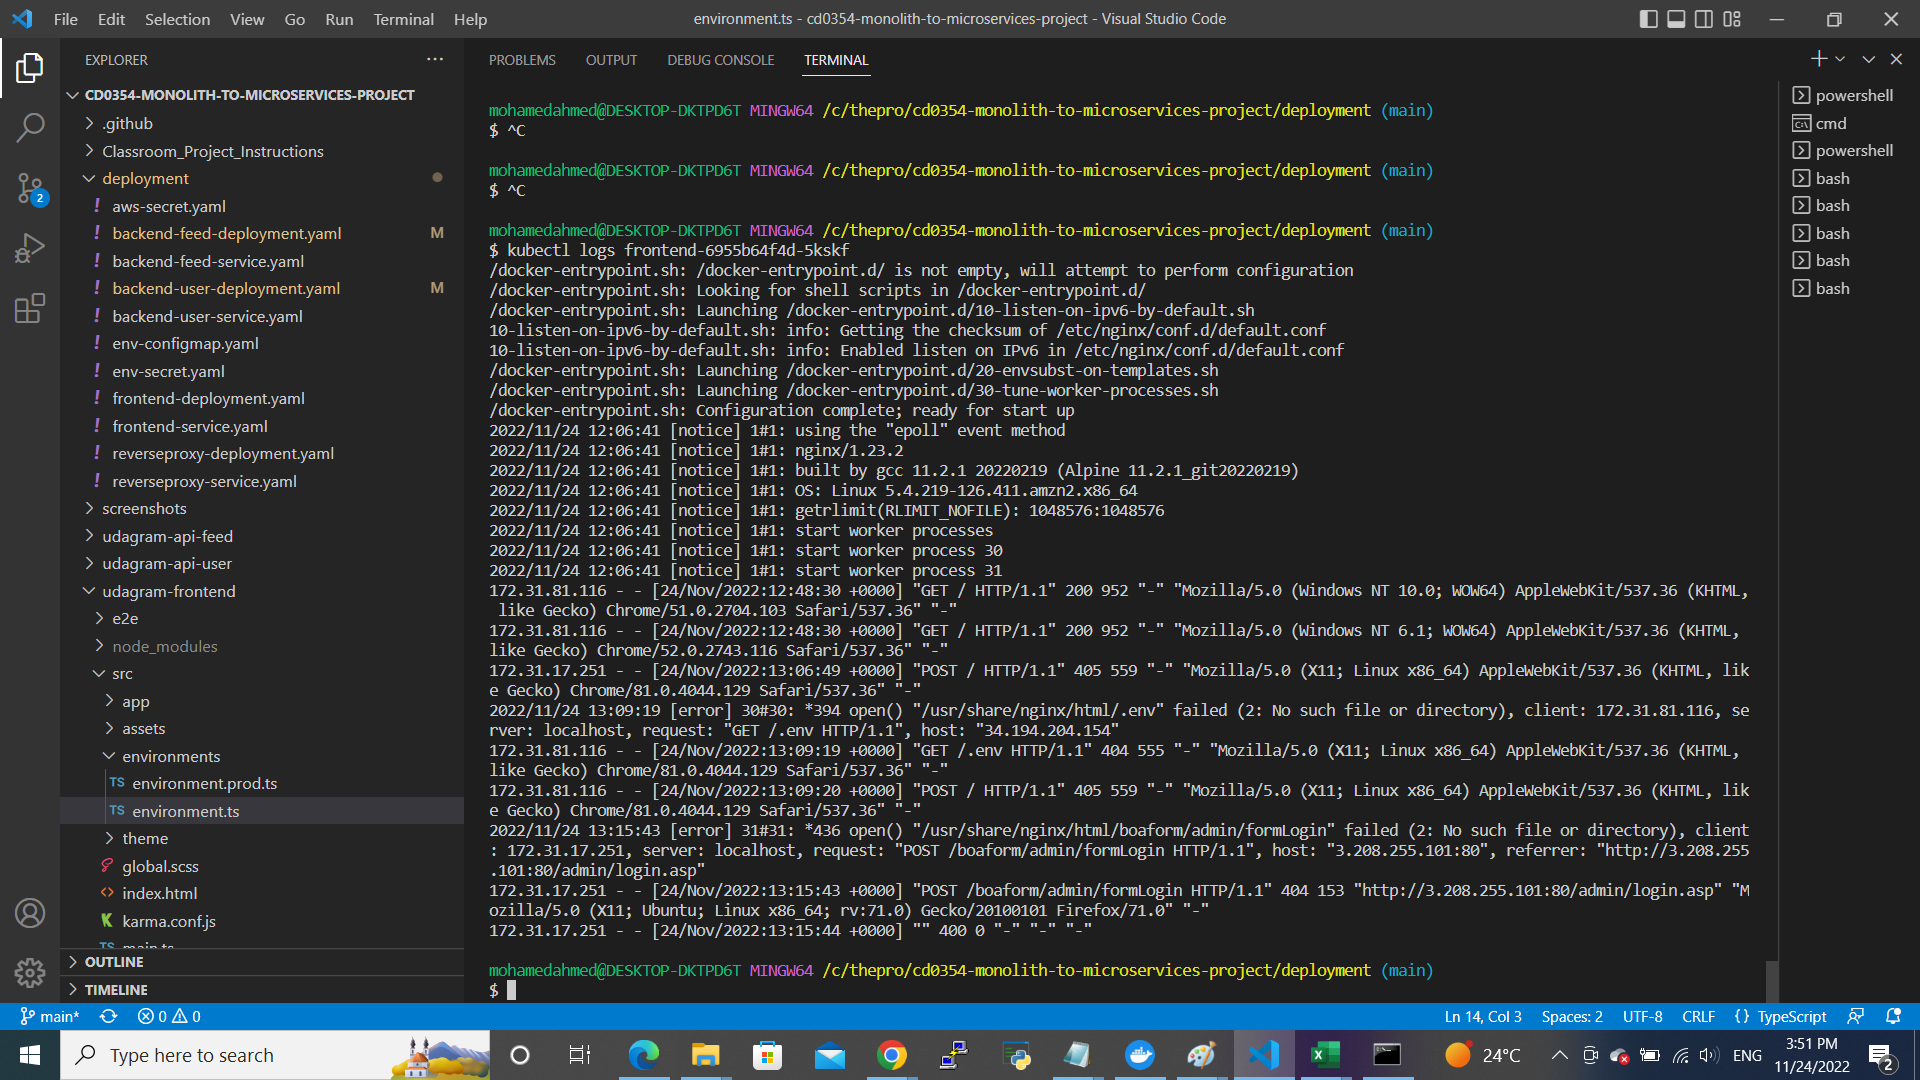 File Edit Selection View Go Run Terminal Help
environment.ts - cd0354-monolith-to-microservices-project - Visual Studio Code
EXPLORER
CD0354-MONOLITH-TO-MICROSERVICES-PROJECT
.github
Classroom_Project_Instructions
deployment
! aws-secret.yaml
! backend-feed-deployment.yaml M
! backend-feed-service.yaml
! backend-user-deployment.yaml M
! backend-user-service.yaml
! env-configmap.yaml
! env-secret.yaml
! frontend-deployment.yaml
! frontend-service.yaml
! reverseproxy-deployment.yaml
! reverseproxy-service.yaml
screenshots
udagram-api-feed
udagram-api-user
udagram-frontend
e2e
node_modules
src
app
assets
environments
TS environment.prod.ts
TS environment.ts
theme
global.scss
<> index.html
karma.conf.js
TS main.ts
OUTLINE
TIMELINE
2
PROBLEMS OUTPUT DEBUG CONSOLE TERMINAL
mohamedahmed@DESKTOP-DKTPD6T MINGW64 /c/thepro/cd0354-monolith-to-microservices-project/deployment (main)
$ ^C
mohamedahmed@DESKTOP-DKTPD6T MINGW64 /c/thepro/cd0354-monolith-to-microservices-project/deployment (main)
$ ^C
mohamedahmed@DESKTOP-DKTPD6T MINGW64 /c/thepro/cd0354-monolith-to-microservices-project/deployment (main)
$ kubectl logs frontend-6955b64f4d-5kskf
/docker-entrypoint.sh: /docker-entrypoint.d/ is not empty, will attempt to perform configuration
/docker-entrypoint.sh: Looking for shell scripts in /docker-entrypoint.d/
/docker-entrypoint.sh: Launching /docker-entrypoint.d/10-listen-on-ipv6-by-default.sh
10-listen-on-ipv6-by-default.sh: info: Getting the checksum of /etc/nginx/conf.d/default.conf
10-listen-on-ipv6-by-default.sh: info: Enabled listen on IPv6 in /etc/nginx/conf.d/default.conf
/docker-entrypoint.sh: Launching /docker-entrypoint.d/20-envsubst-on-templates.sh
/docker-entrypoint.sh: Launching /docker-entrypoint.d/30-tune-worker-processes.sh
/docker-entrypoint.sh: Configuration complete; ready for start up
2022/11/24 12:06:41 [notice] 1#1: using the "epoll" event method
2022/11/24 12:06:41 [notice] 1#1: nginx/1.23.2
2022/11/24 12:06:41 [notice] 1#1: built by gcc 11.2.1 20220219 (Alpine 11.2.1_git20220219)
2022/11/24 12:06:41 [notice] 1#1: OS: Linux 5.4.219-126.411.amzn2.x86_64
2022/11/24 12:06:41 [notice] 1#1: getrlimit(RLIMIT_NOFILE): 1048576:1048576
2022/11/24 12:06:41 [notice] 1#1: start worker processes
2022/11/24 12:06:41 [notice] 1#1: start worker process 30
2022/11/24 12:06:41 [notice] 1#1: start worker process 31
172.31.81.116 - - [24/Nov/2022:12:48:30 +0000] "GET / HTTP/1.1" 200 952 "-" "Mozilla/5.0 (Windows NT 10.0; WOW64) AppleWebKit/537.36 (KHTML,
like Gecko) Chrome/51.0.2704.103 Safari/537.36" "-"
172.31.81.116 - - [24/Nov/2022:12:48:30 +0000] "GET / HTTP/1.1" 200 952 "-" "Mozilla/5.0 (Windows NT 6.1; WOW64) AppleWebKit/537.36 (KHTML,
like Gecko) Chrome/52.0.2743.116 Safari/537.36" "-"
172.31.17.251 - - [24/Nov/2022:13:06:49 +0000] "POST / HTTP/1.1" 405 559 "-" "Mozilla/5.0 (X11; Linux x86_64) AppleWebKit/537.36 (KHTML, lik
e Gecko) Chrome/81.0.4044.129 Safari/537.36" "-"
2022/11/24 13:09:19 [error] 30#30: *394 open() "/usr/share/nginx/html/.env" failed (2: No such file or directory), client: 172.31.81.116, se
rver: localhost, request: "GET /.env HTTP/1.1", host: "34.194.204.154"
172.31.81.116 - - [24/Nov/2022:13:09:19 +0000] "GET /.env HTTP/1.1" 404 555 "-" "Mozilla/5.0 (X11; Linux x86_64) AppleWebKit/537.36 (KHTML,
like Gecko) Chrome/81.0.4044.129 Safari/537.36" "-"
172.31.81.116 - - [24/Nov/2022:13:09:20 +0000] "POST / HTTP/1.1" 405 559 "-" "Mozilla/5.0 (X11; Linux x86_64) AppleWebKit/537.36 (KHTML, lik
e Gecko) Chrome/81.0.4044.129 Safari/537.36" "-"
2022/11/24 13:15:43 [error] 31#31: *436 open() "/usr/share/nginx/html/boaform/admin/formLogin" failed (2: No such file or directory), client
: 172.31.17.251, server: localhost, request: "POST /boaform/admin/formLogin HTTP/1.1", host: "3.208.255.101:80", referrer: "http://3.208.255
.101:80/admin/login.asp"
172.31.17.251 - - [24/Nov/2022:13:15:43 +0000] "POST /boaform/admin/formLogin HTTP/1.1" 404 153 "http://3.208.255.101:80/admin/login.asp" "M
ozilla/5.0 (X11; Ubuntu; Linux x86_64; rv:71.0) Gecko/20100101 Firefox/71.0" "-"
172.31.17.251 - - [24/Nov/2022:13:15:44 +0000] "" 400 0 "-" "-" "-"
mohamedahmed@DESKTOP-DKTPD6T MINGW64 /c/thepro/cd0354-monolith-to-microservices-project/deployment (main)
$
powershell
cmd
powershell
bash
bash
bash
bash
bash
main* 0 0
Ln 14, Col 3 Spaces: 2 UTF-8 CRLF {} TypeScript
Type here to search
24°C
ENG
3:51 PM
11/24/2022
2